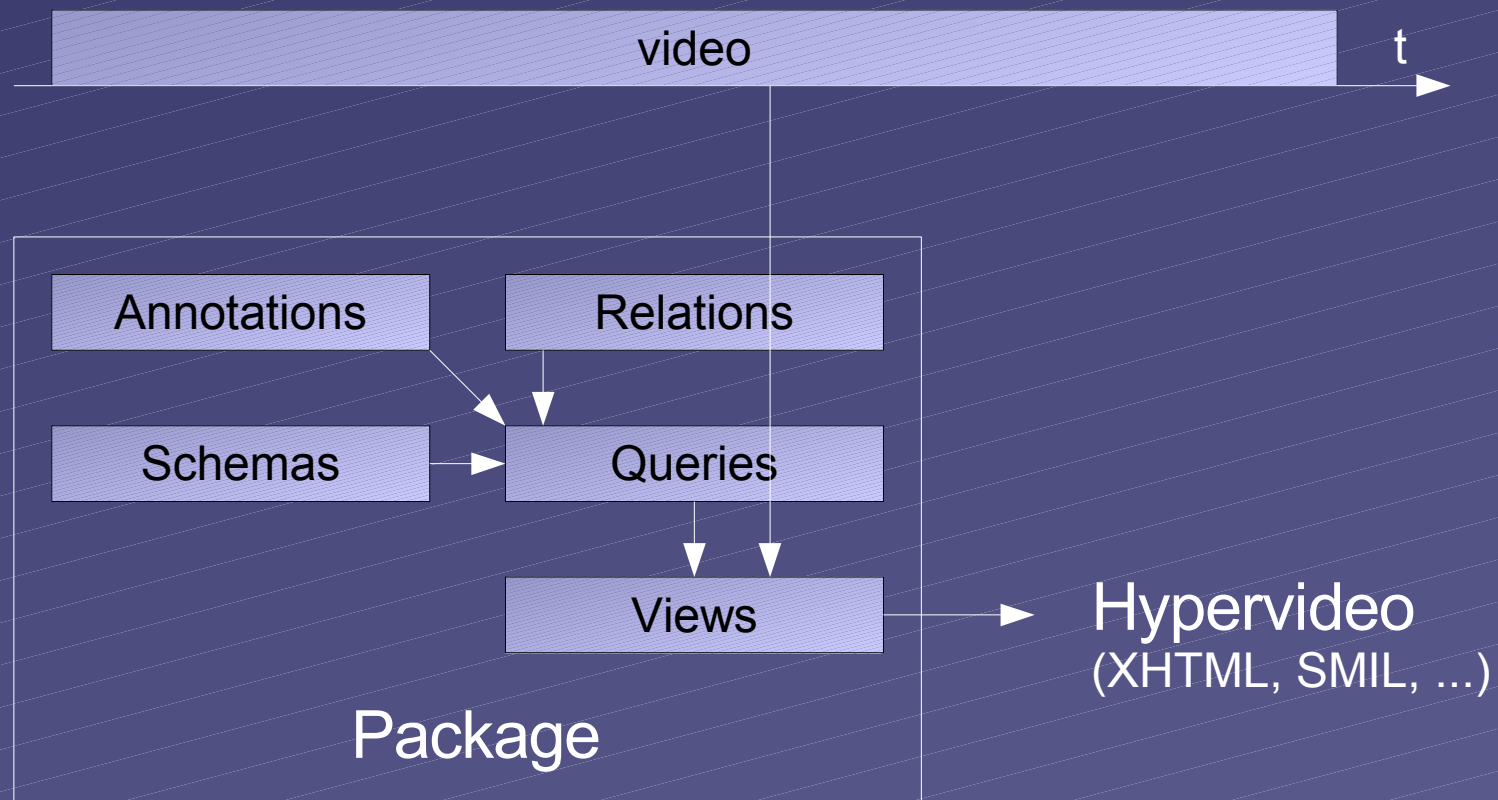 video
t
Annotations
Relations
Schemas
Queries
Views
Hypervideo
(XHTML, SMIL, ...)
Package